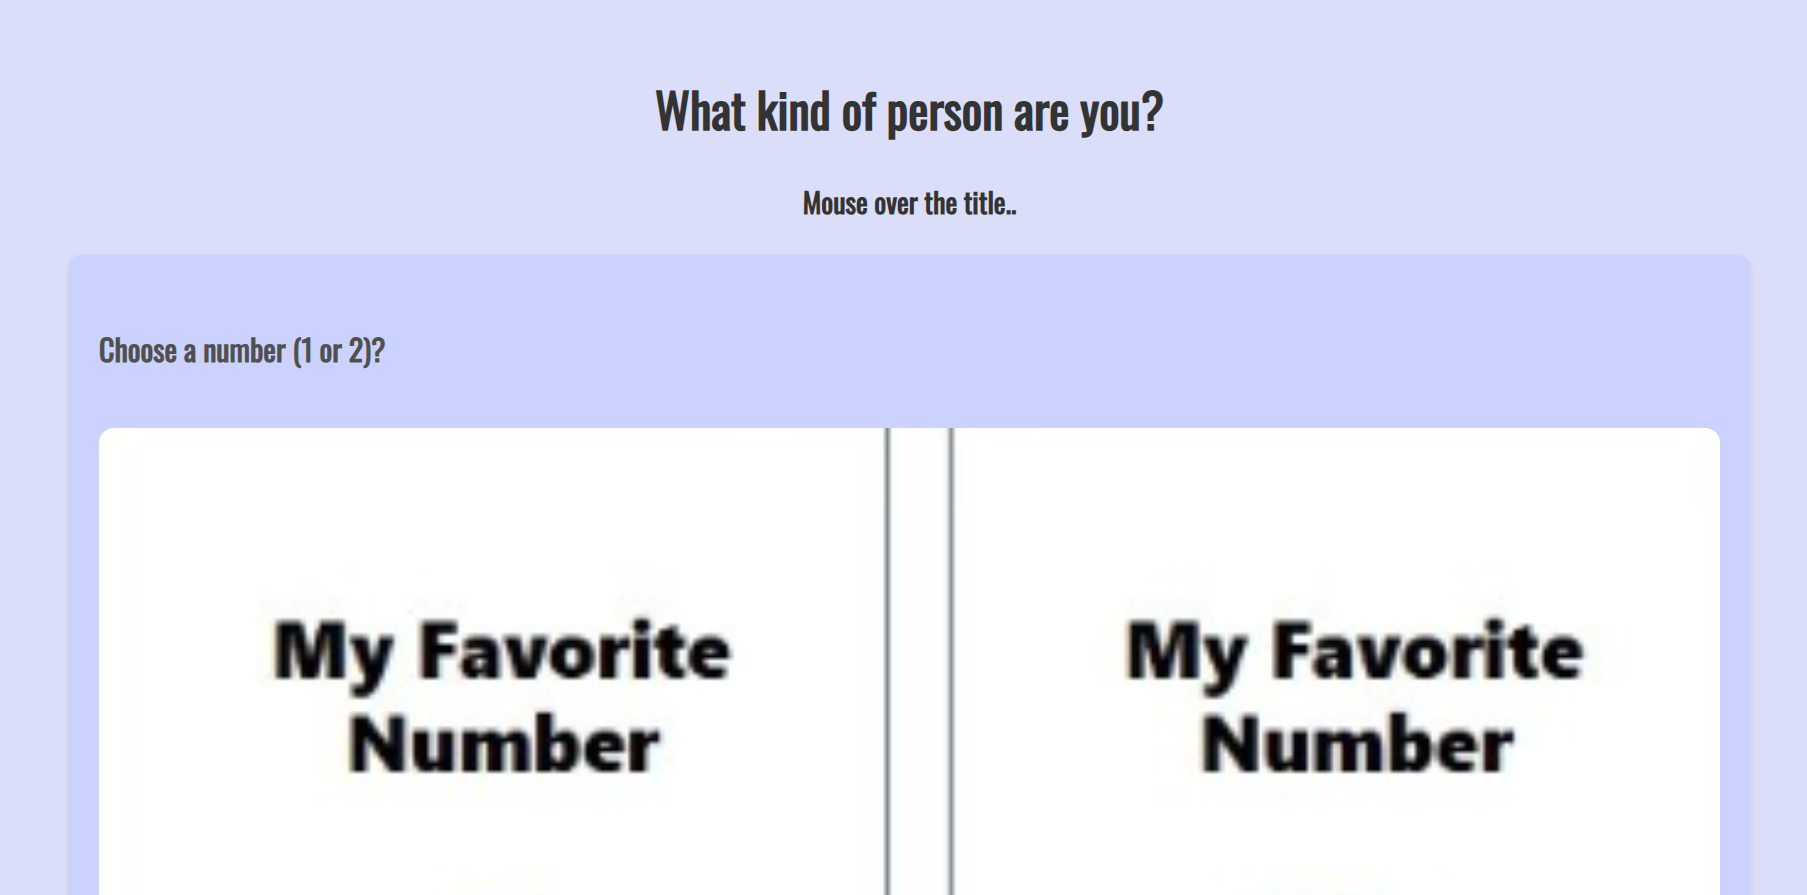 What kind of person are you?
Mouse over the title..
Choose a number (1 or 2)?
My Favorite
Number
My Favorite
Number